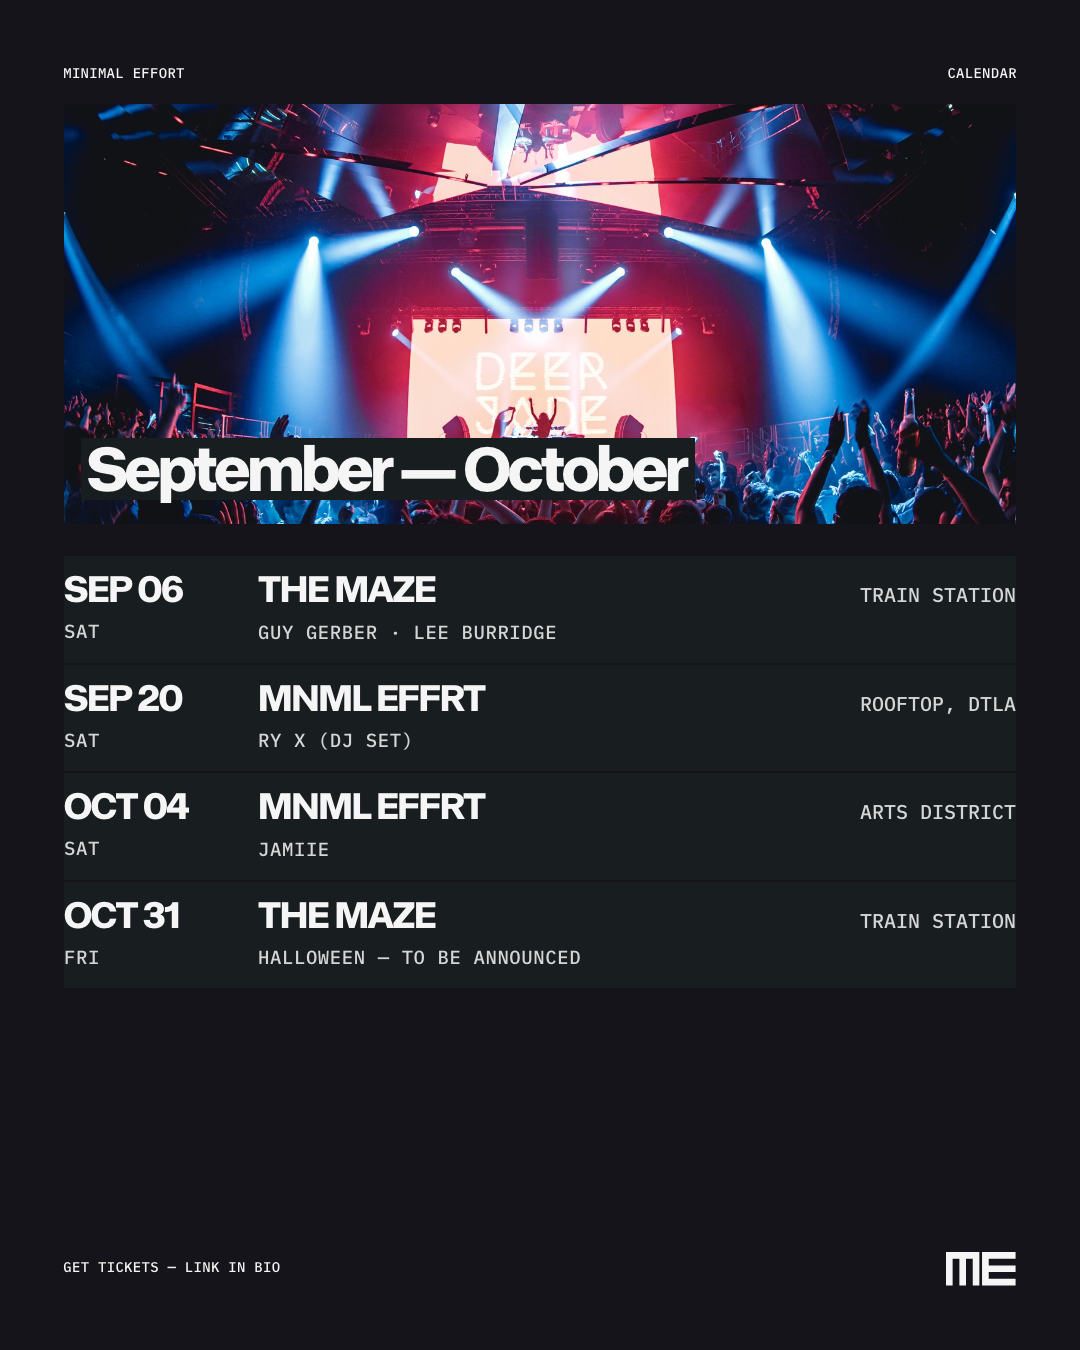 MINIMAL EFFORT
CALENDAR
DEER
JADE
September — October
SEP 06
THE MAZE
TRAIN STATION
SAT
GUY GERBER · LEE BURRIDGE
SEP 20
MNML EFFRT
ROOFTOP, DTLA
SAT
RY X (DJ SET)
OCT 04
MNML EFFRT
ARTS DISTRICT
SAT
JAMIIE
OCT 31
THE MAZE
TRAIN STATION
FRI
HALLOWEEN — TO BE ANNOUNCED
GET TICKETS — LINK IN BIO
ME